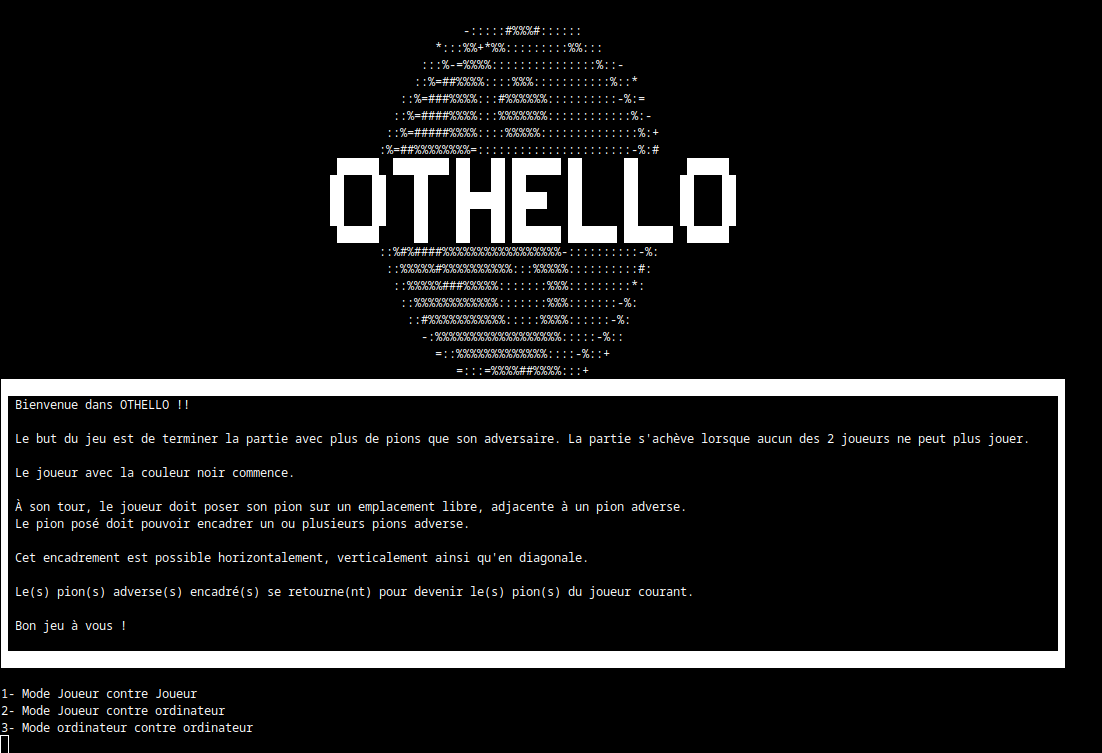 OTHELLO
Bienvenue dans OTHELLO !!
Le but du jeu est de terminer la partie avec plus de pions que son adversaire. La partie s'achève lorsque aucun des 2 joueurs ne peut plus jouer.
Le joueur avec la couleur noir commence.
À son tour, le joueur doit poser son pion sur un emplacement libre, adjacente à un pion adverse.
Le pion posé doit pouvoir encadrer un ou plusieurs pions adverse.
Cet encadrement est possible horizontalement, verticalement ainsi qu'en diagonale.
Le(s) pion(s) adverse(s) encadré(s) se retourne(nt) pour devenir le(s) pion(s) du joueur courant.
Bon jeu à vous !
1- Mode Joueur contre Joueur
2- Mode Joueur contre ordinateur
3- Mode ordinateur contre ordinateur